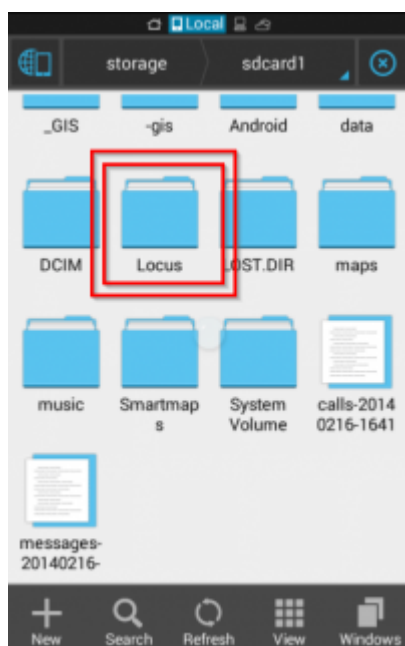 Local
storage sdcard1
_GIS -gis Android data
DCIM Locus LOST.DIR maps
music Smartmap System calls-2014
s Volume 0216-1641
messages-
20140216-
New Search Refresh View Windows